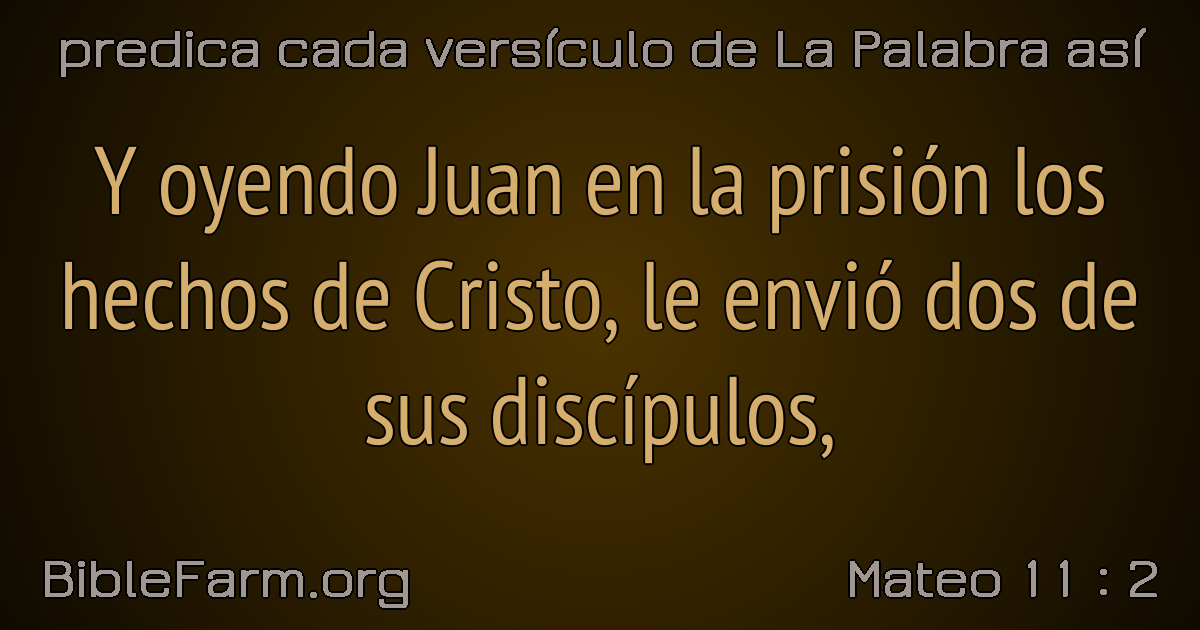 predica cada versículo de La Palabra así
Y oyendo Juan en la prisión los
hechos de Cristo, le envió dos de
sus discípulos,
BibleFarm.org
Mateo 11 : 2